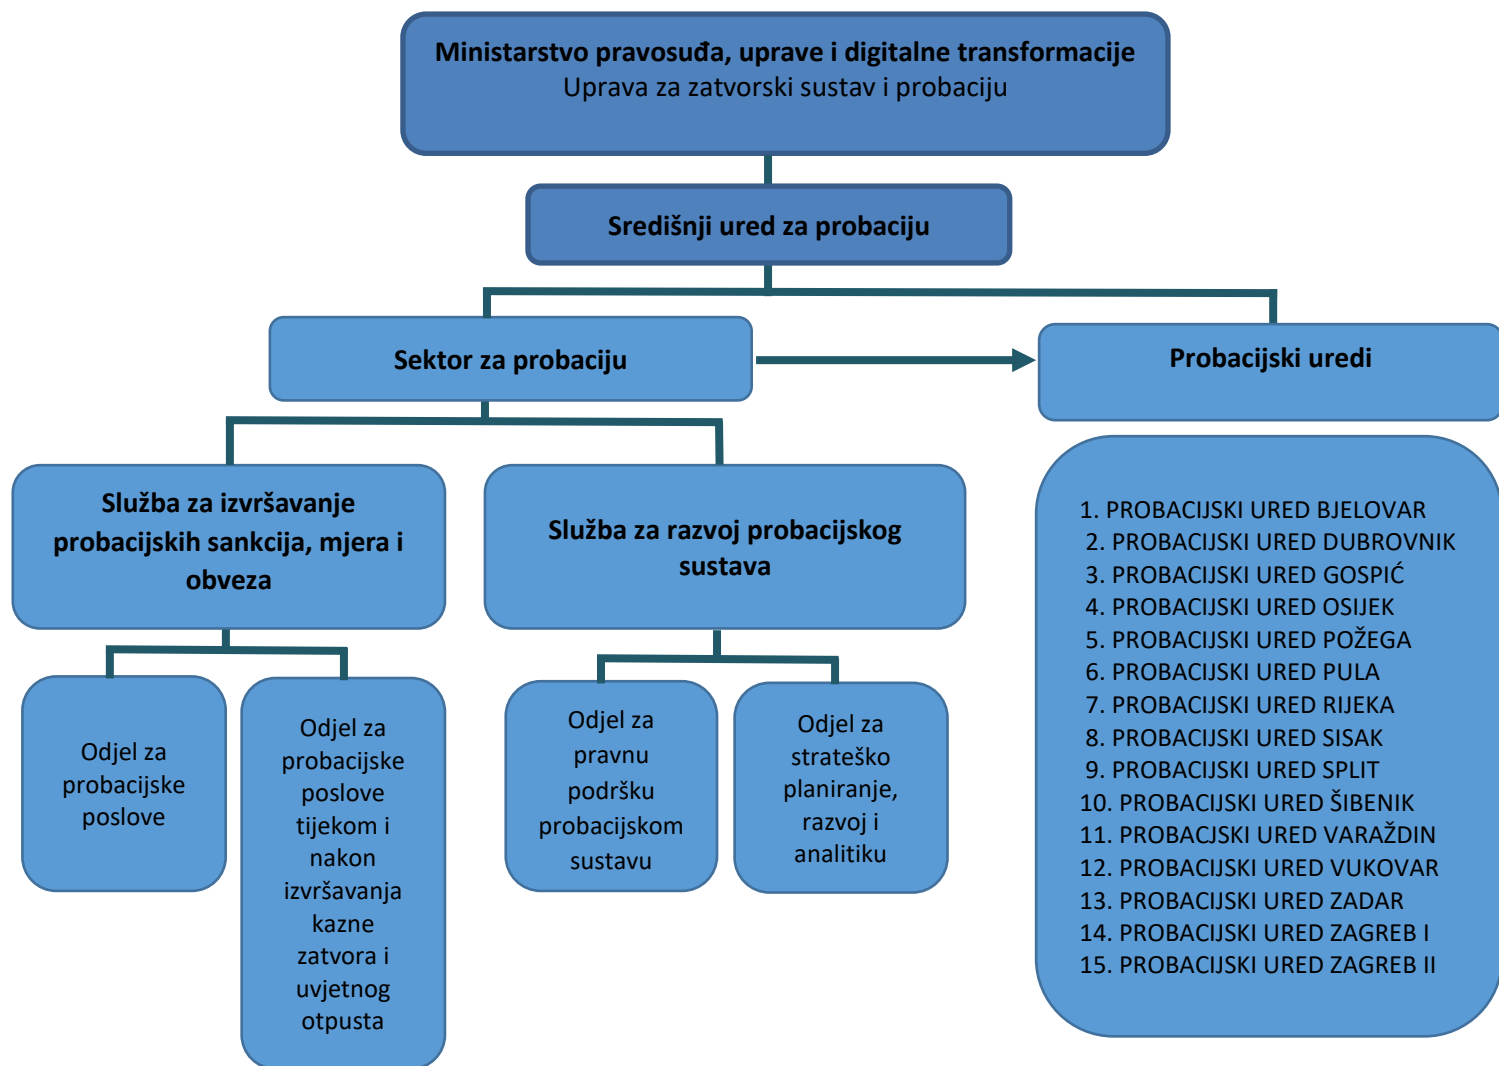 Ministarstvo pravosuđa, uprave i digitalne transformacije
Uprava za zatvorski sustav i probaciju
Središnji ured za probaciju
Sektor za probaciju
Probacijski uredi
Služba za izvršavanje
probacijskih sankcija, mjera i
obveza
Služba za razvoj probacijskog
sustava
Odjel za
probacijske
poslove
Odjel za
probacijske
poslove
tijekom i
nakon
izvršavanja
kazne
zatvora i
uvjetnog
otpusta
Odjel za
pravnu
podršku
probacijskom
sustavu
Odjel za
strateško
planiranje,
razvoj i
analitiku
1. PROBACIJSKI URED BJELOVAR
2. PROBACIJSKI URED DUBROVNIK
3. PROBACIJSKI URED GOSPIĆ
4. PROBACIJSKI URED OSIJEK
5. PROBACIJSKI URED POŽEGA
6. PROBACIJSKI URED PULA
7. PROBACIJSKI URED RIJEKA
8. PROBACIJSKI URED SISAK
9. PROBACIJSKI URED SPLIT
10. PROBACIJSKI URED ŠIBENIK
11. PROBACJSKI URED VARAŽDIN
12. PROBACIJSKI URED VUKOVAR
13. PROBACIJSKI URED ZADAR
14. PROBACIJSKI URED ZAGREB I
15. PROBACIJSKI URED ZAGREB II